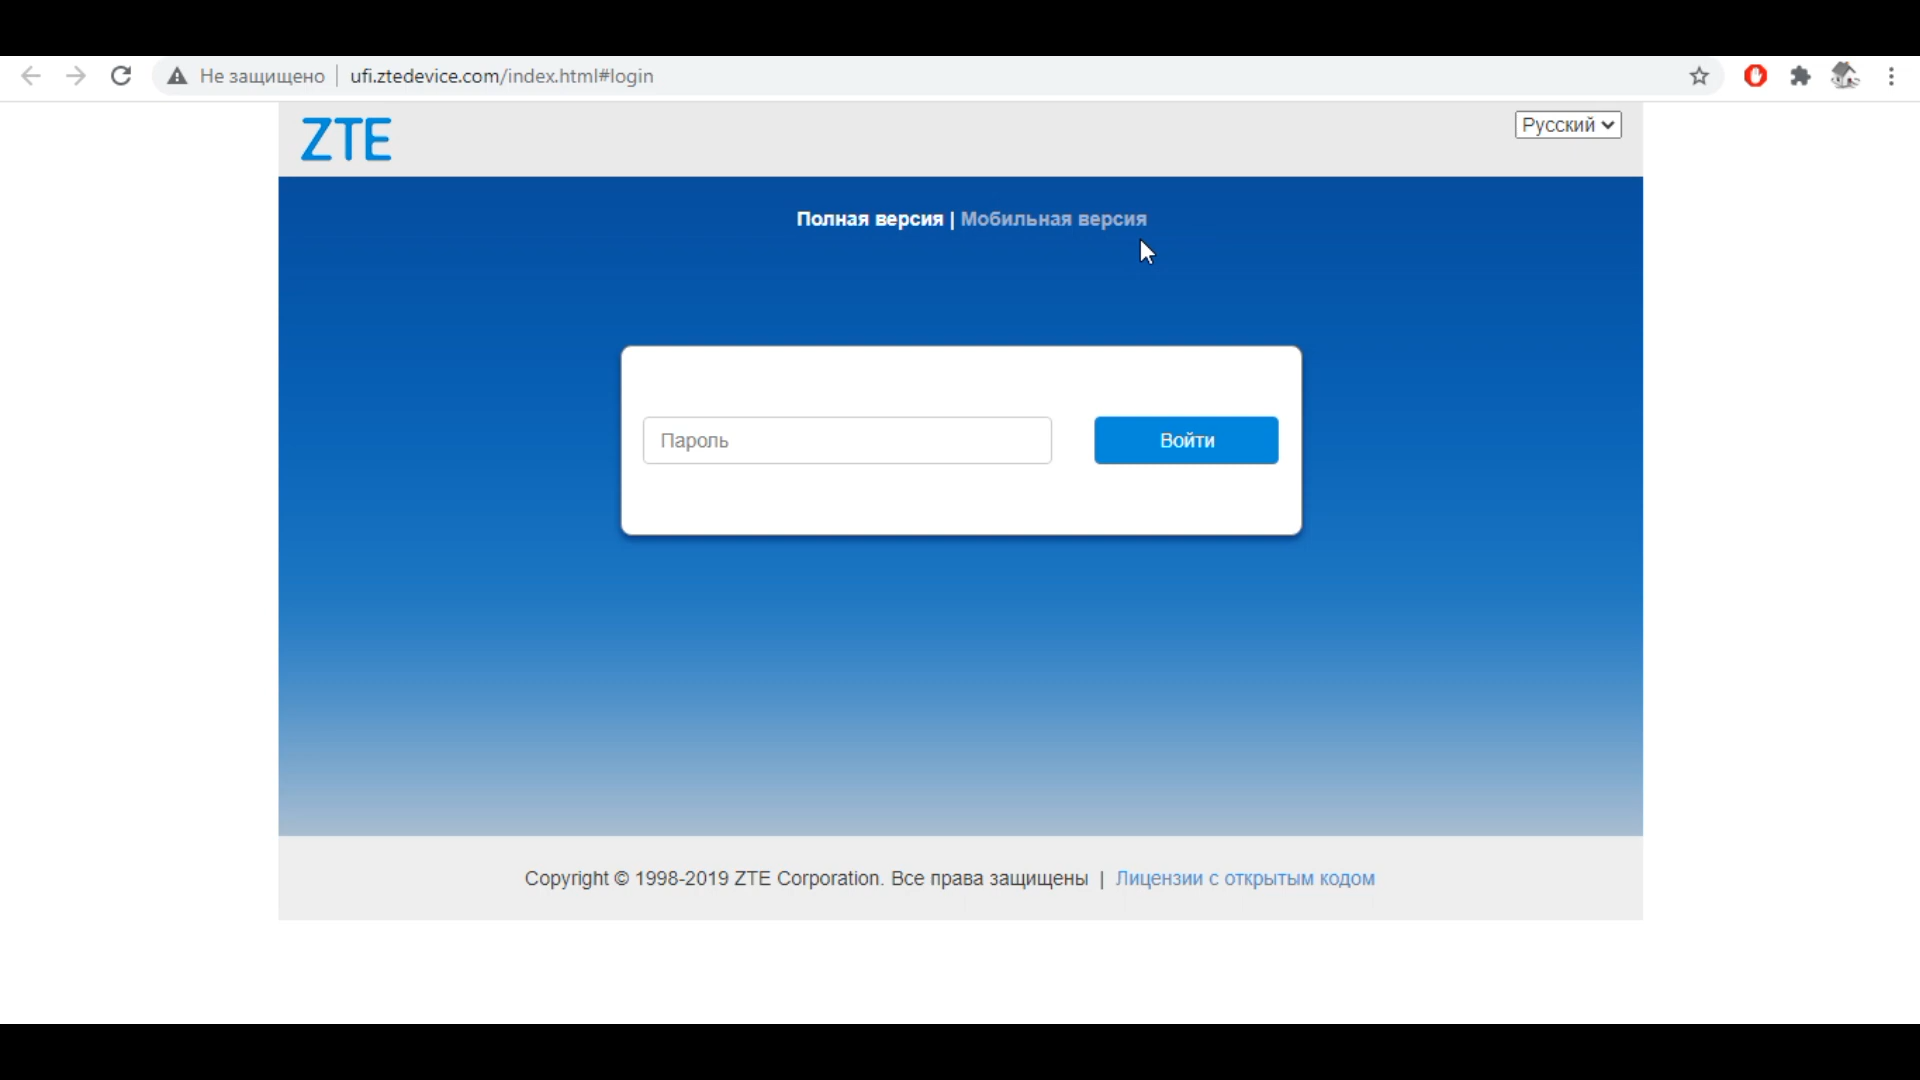 Не защищено
ufi.ztedevice.com/index.html#login
ZTE
Русский
Полная версия | Мобильная версия
Пароль
Войти
Copyright © 1998-2019 ZTE Corporation. Все права защищены | Лицензии с открытым кодом